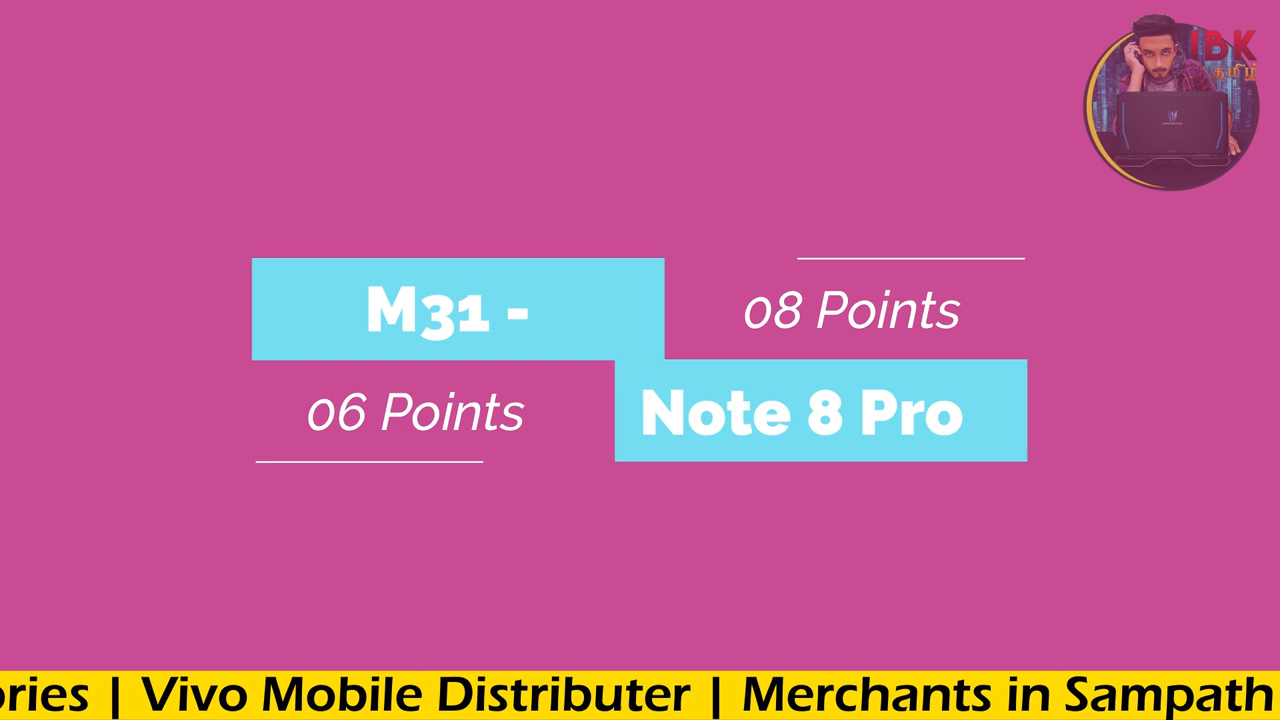 IBK
தமிழ்
M31 -
08 Points
06 Points
Note 8 Pro
ories | Vivo Mobile Distributer | Merchants in Sampath